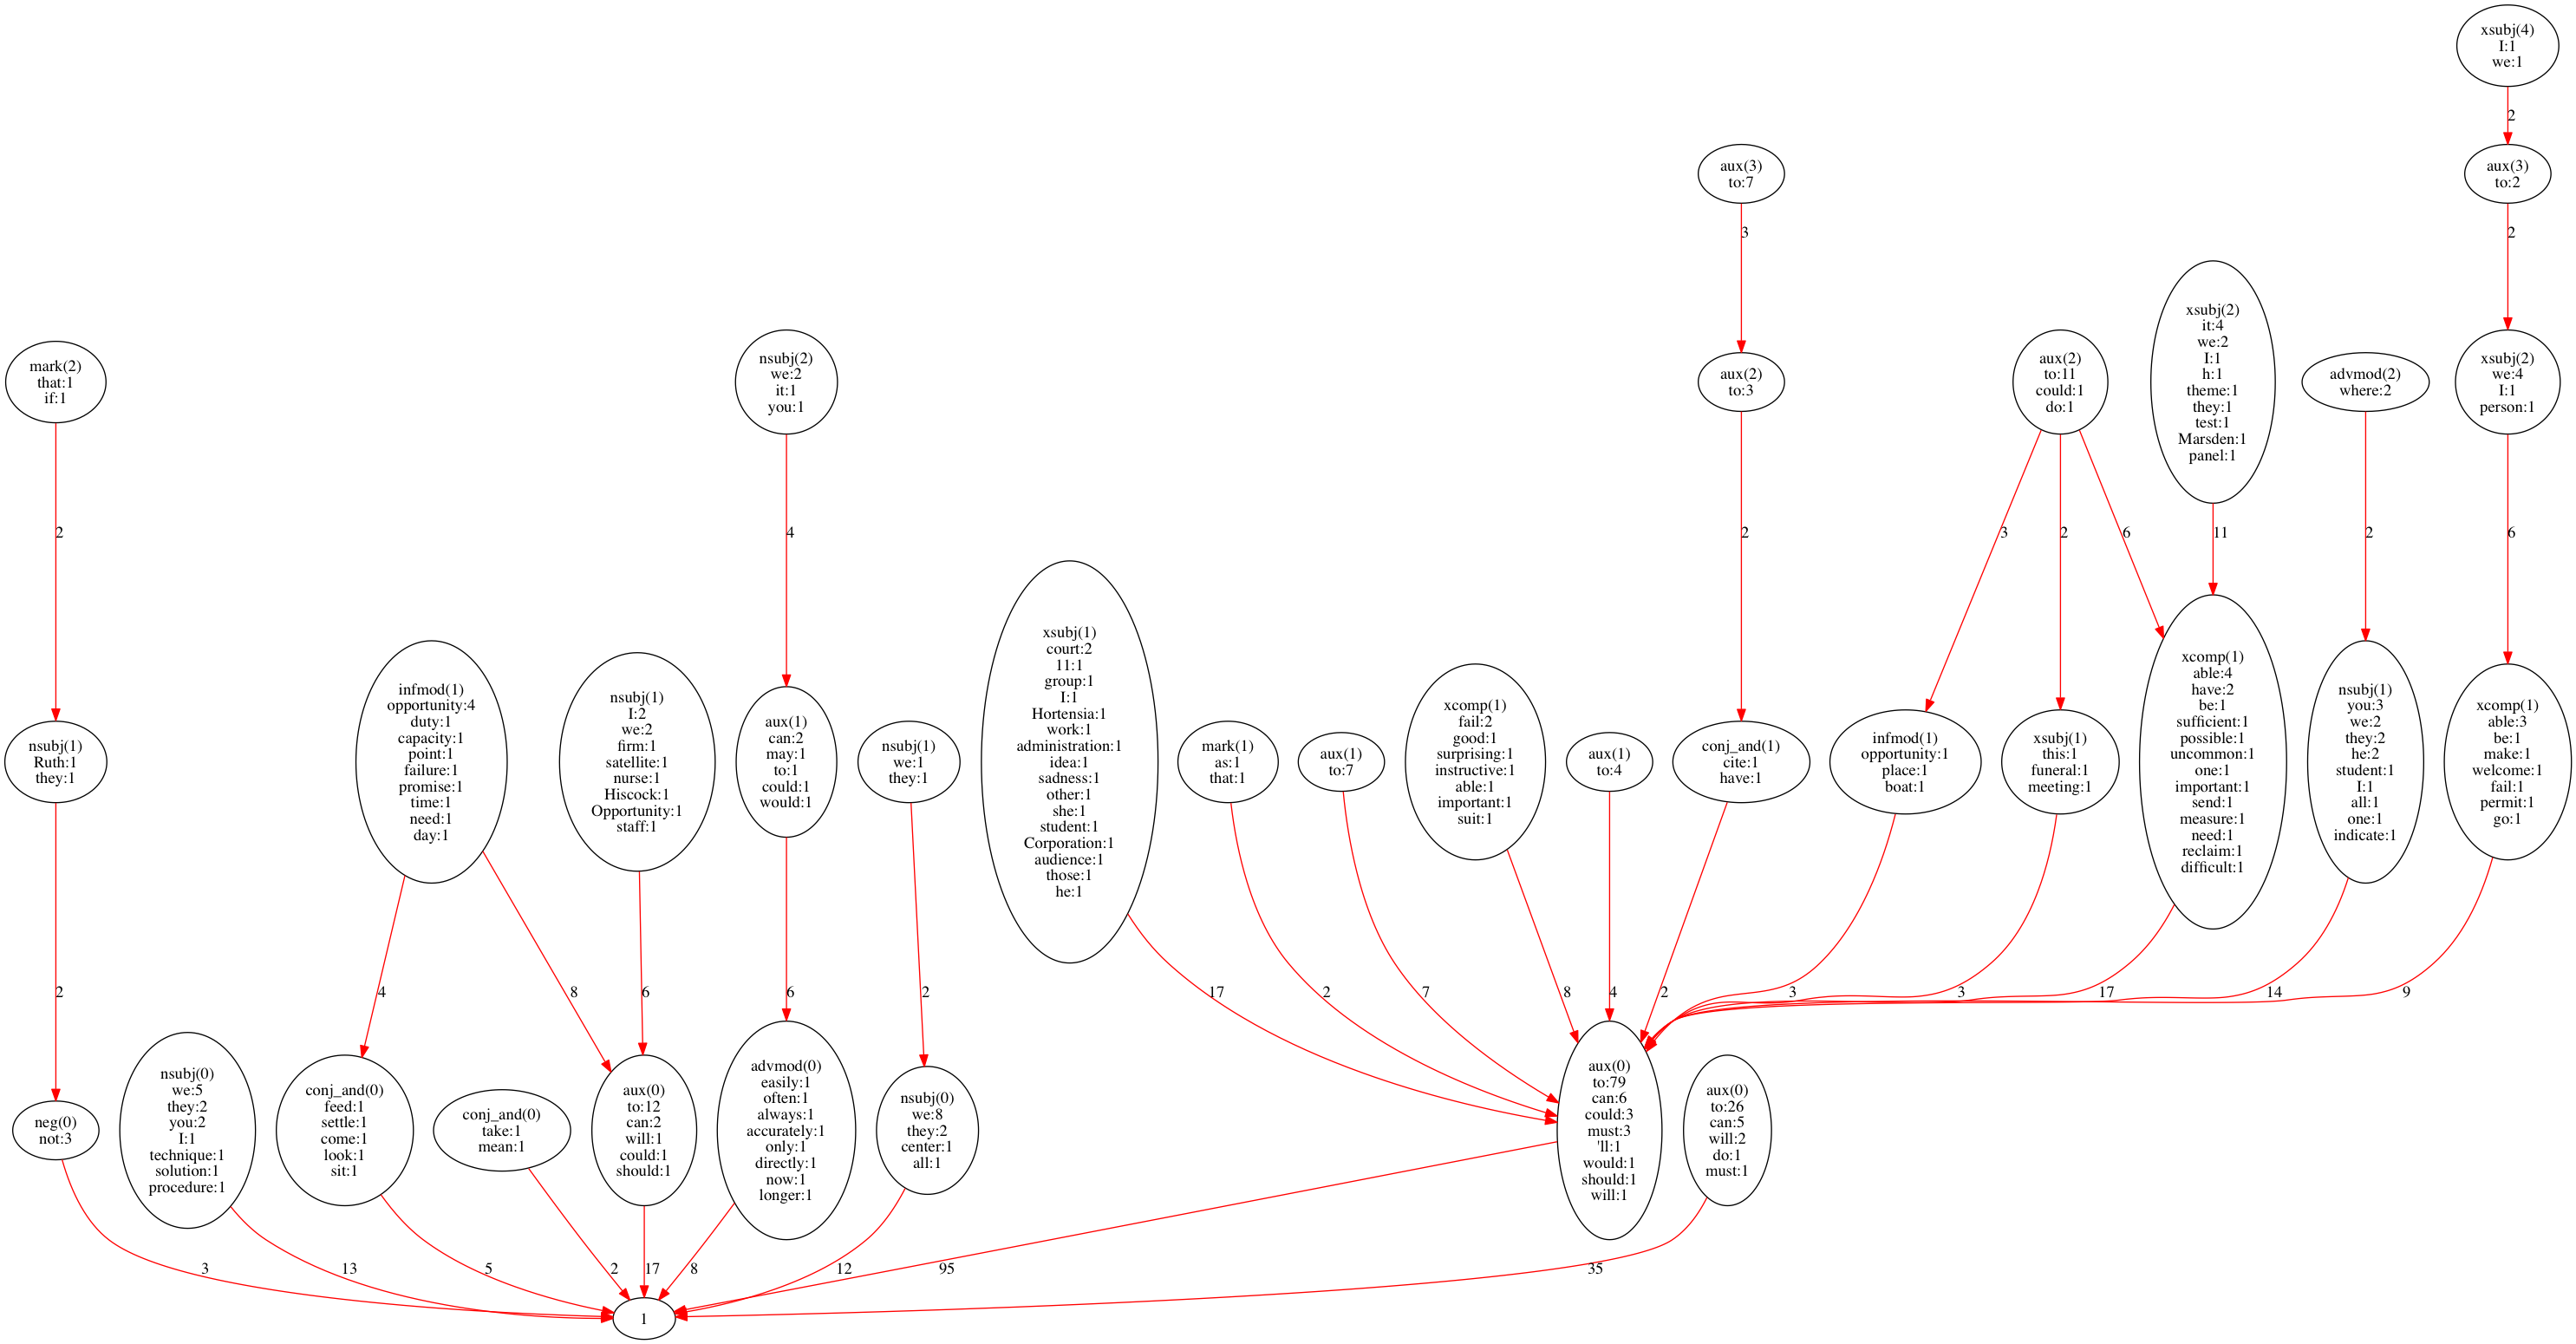 xsubj(4)
I:1
we:1
2
aux(3)
to:7
aux(3)
to:2
3
2
mark(2)
that:1
if:1
nsubj(2)
we:2
it:1
you:1
aux(2)
to:3
aux(2)
to:11
could:1
do:1
xsubj(2)
it:4
we:2
I:1
h:1
theme:1
they:1
test:1
Marsden:1
panel:1
advmod(2)
where:2
xsubj(2)
we:4
I:1
person:1
2
4
2
3
2
6
11
2
6
nsubj(1)
Ruth:1
they:1
infmod(1)
opportunity:4
duty:1
capacity:1
point:1
failure:1
promise:1
time:1
need:1
day:1
nsubj(1)
I:2
we:2
firm:1
satellite:1
nurse:1
Hiscock:1
Opportunity:1
staff:1
aux(1)
can:2
may:1
to:1
could:1
would:1
nsubj(1)
we:1
they:1
xsubj(1)
court:2
11:1
group:1
I:1
Hortensia:1
work:1
administration:1
idea:1
sadness:1
other:1
she:1
student:1
Corporation:1
audience:1
those:1
he:1
mark(1)
as:1
that:1
aux(1)
to:7
xcomp(1)
fail:2
good:1
surprising:1
instructive:1
able:1
important:1
suit:1
aux(1)
to:4
conj_and(1)
cite:1
have:1
infmod(1)
opportunity:1
place:1
boat:1
xsubj(1)
this:1
funeral:1
meeting:1
xcomp(1)
able:4
have:2
be:1
sufficient:1
possible:1
uncommon:1
one:1
important:1
send:1
measure:1
need:1
reclaim:1
difficult:1
nsubj(1)
you:3
we:2
they:2
he:2
student:1
I:1
all:1
one:1
indicate:1
xcomp(1)
able:3
be:1
make:1
welcome:1
fail:1
permit:1
go:1
2
4
8
6
6
2
17
2
7
8
4
2
3
3
17
14
9
neg(0)
not:3
nsubj(0)
we:5
they:2
you:2
I:1
technique:1
solution:1
procedure:1
conj_and(0)
feed:1
settle:1
come:1
look:1
sit:1
conj_and(0)
take:1
mean:1
aux(0)
to:12
can:2
will:1
could:1
should:1
advmod(0)
easily:1
often:1
always:1
accurately:1
only:1
directly:1
now:1
longer:1
nsubj(0)
we:8
they:2
center:1
all:1
aux(0)
to:79
can:6
could:3
must:3
'll:1
would:1
should:1
will:1
aux(0)
to:26
can:5
will:2
do:1
must:1
3
13
5
2
17
8
12
95
35
1